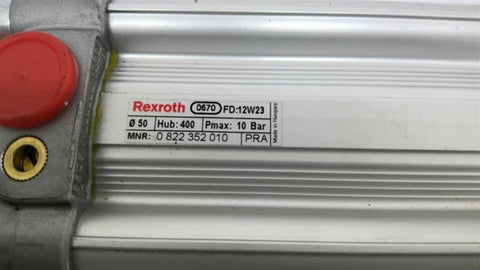 Rexroth 0670 FD:12W23
Ø 50 Hub: 400 Pmax: 10 Bar
MNR: 0 822 352 010 PRA
Made in Hungary